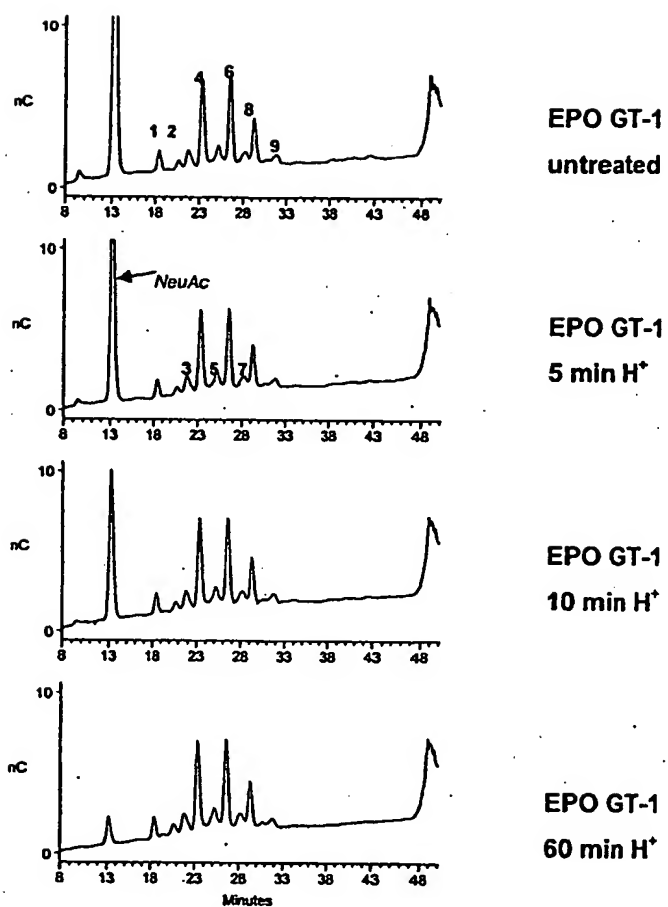 10
nC
0
1 2 4 6 8 9
8 13 18 23 28 33 38 43 48
EPO GT-1
untreated
10
nC
0
NeuAc
3 5 7
8 13 18 23 28 33 38 43 48
EPO GT-1
5 min H⁺
10
nC
0
8 13 18 23 28 33 38 43 48
EPO GT-1
10 min H⁺
10
nC
0
8 13 18 23 28 33 38 43 48
Minutes
EPO GT-1
60 min H⁺